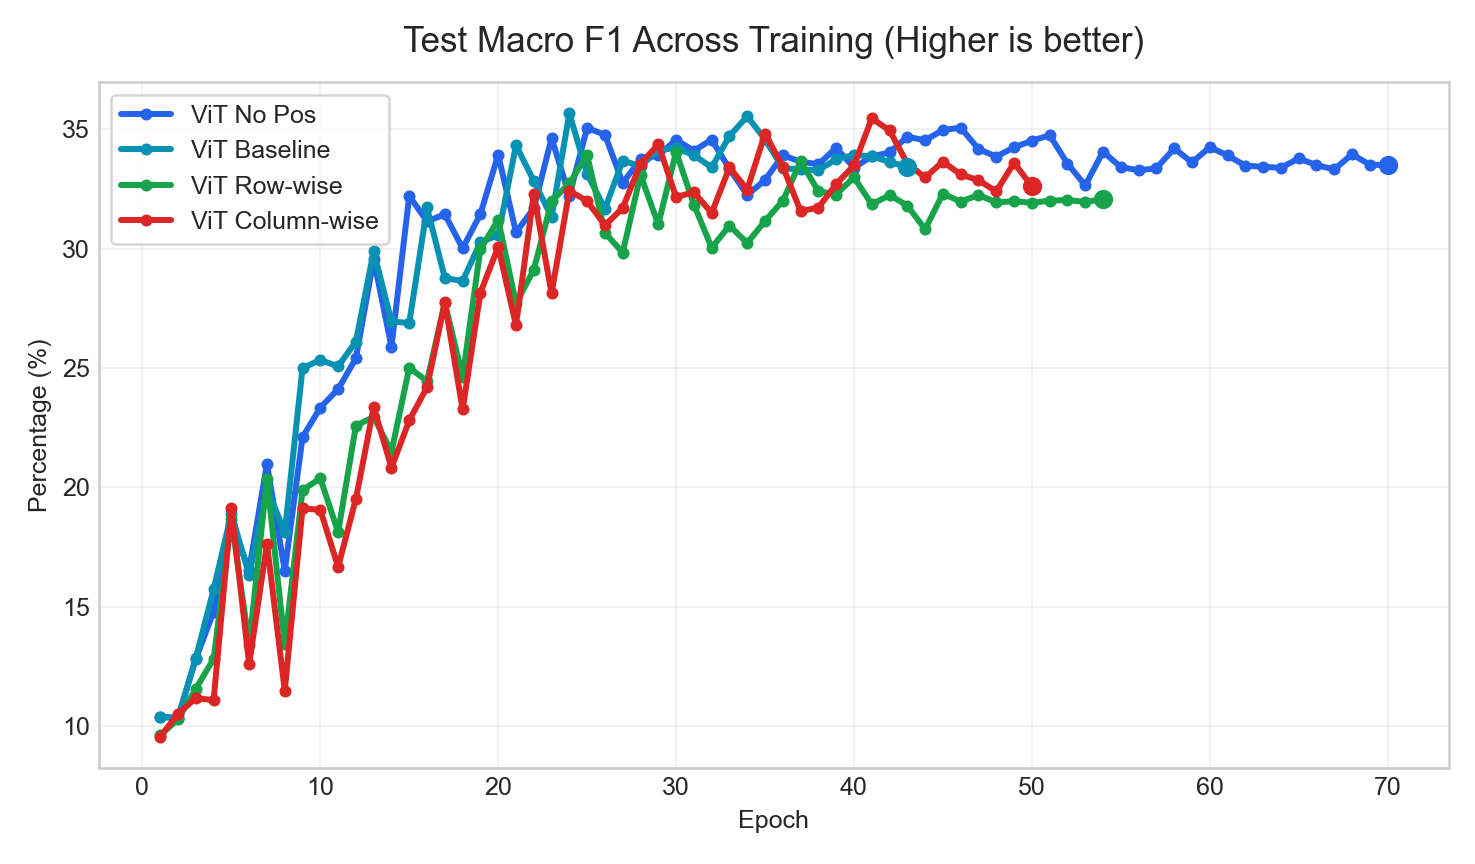 Test Macro F1 Across Training (Higher is better)
ViT No Pos
ViT Baseline
ViT Row-wise
ViT Column-wise
Percentage (%)
35
30
25
20
15
10
0 10 20 30 40 50 60 70
Epoch